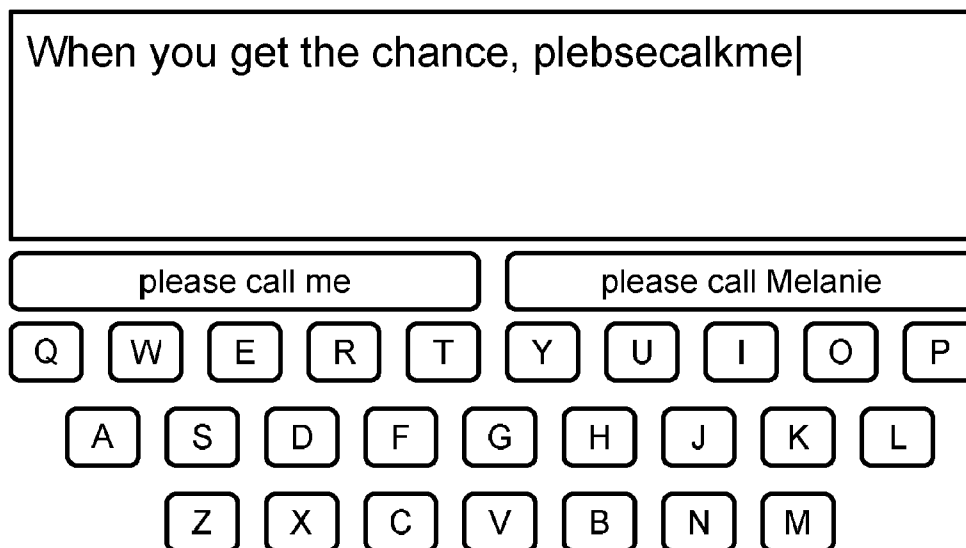 When you get the chance, plebsecalkme|
please call me please call Melanie
Q W E R T Y U I O P
A S D F G H J K L
Z X C V B N M